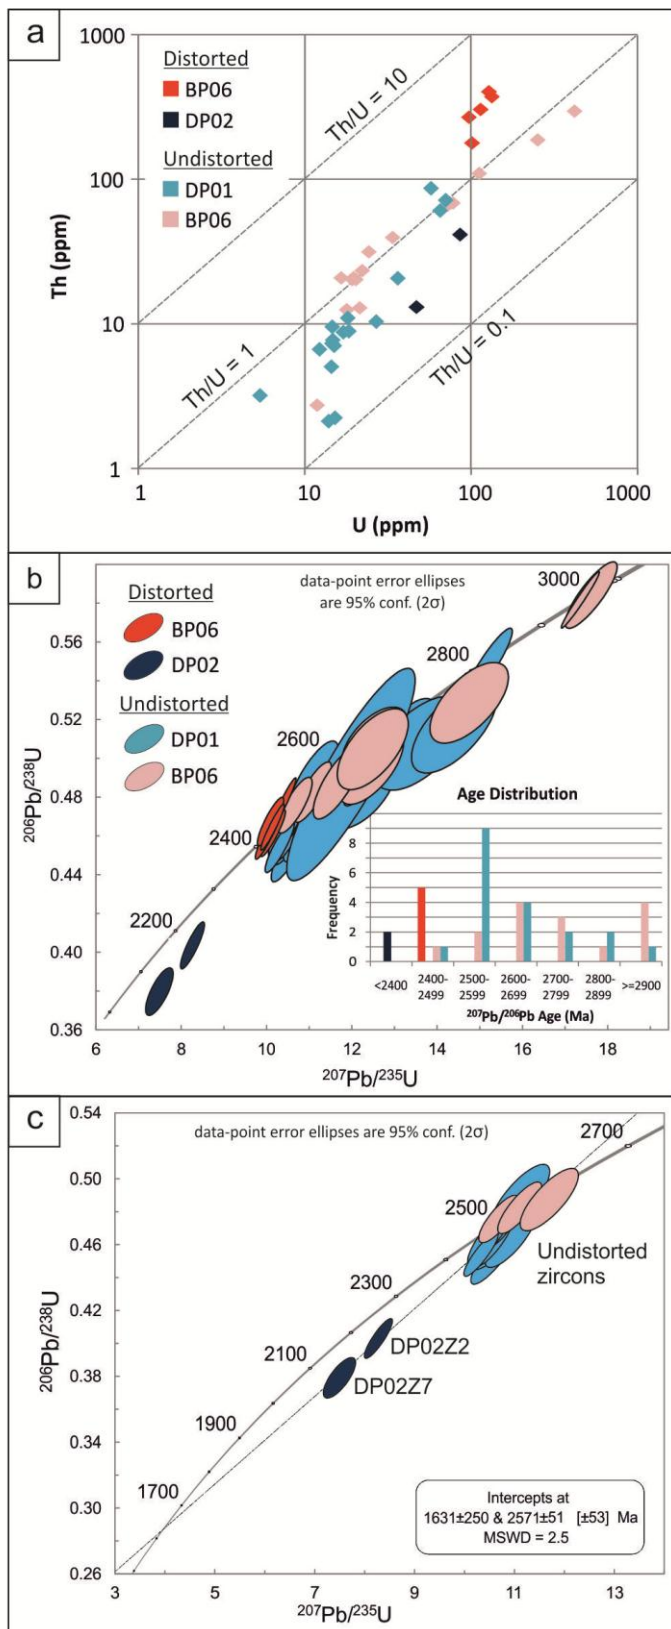 a
1000
100
10
1
Th (ppm)
Distorted
BP06
DP02
Undistorted
DP01
BP06
Th/U = 10
Th/U = 1
Th/U = 0.1
1
10
100
1000
U (ppm)
b
data-point error ellipses
are 95% conf. (2σ)
Distorted
BP06
DP02
Undistorted
DP01
BP06
0.56
0.52
0.48
0.44
0.40
0.36
206Pb/238U
2200
2400
2600
2800
3000
Age Distribution
Frequency
8
6
4
2
0
<2400
2400-
2499
2500-
2599
2600-
2699
2700-
2799
2800-
2899
>=2900
207Pb/206Pb Age (Ma)
6
8
10
12
14
16
18
207Pb/235U
c
data-point error ellipses are 95% conf. (2σ)
0.54
0.50
0.46
0.42
0.38
0.34
0.30
0.26
206Pb/238U
2700
2500
2300
2100
1900
1700
Undistorted
zircons
DP02Z2
DP02Z7
Intercepts at
1631±250 & 2571±51 [±53] Ma
MSWD = 2.5
3
5
7
9
11
13
207Pb/235U